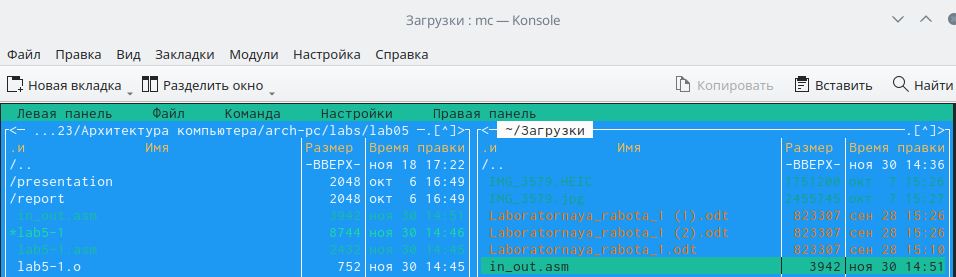 Загрузки : mc — Konsole
Файл Правка Вид Закладки Модули Настройка Справка
Новая вкладка Разделить окно Копировать Вставить Найти
Левая панель Файл Команда Настройки Правая панель
<— ...23/Архитектура компьютера/arch-pc/labs/lab05 —.[^]> <— ~/Загрузки .[^]>
.и Имя Размер Время правки .и Имя Размер Время правки
/.. -ВВЕРХ- ноя 18 17:22 /.. -ВВЕРХ- ноя 30 14:36
/presentation 2048 окт 6 16:49 IMG_3579.HEIC 1751200 окт 7 15:26
/report 2048 окт 6 16:49 IMG_3579.jpg 2455745 окт 7 15:27
in_out.asm 3942 ноя 30 14:51 Laboratornaya_rabota_1 (1).odt 823307 сен 28 15:26
*lab5-1 8744 ноя 30 14:46 Laboratornaya_rabota_1 (2).odt 823307 сен 28 15:26
lab5-1.asm 2432 ноя 30 14:45 Laboratornaya_rabota_1.odt 823307 сен 28 15:10
lab5-1.o 752 ноя 30 14:45 in_out.asm 3942 ноя 30 14:51